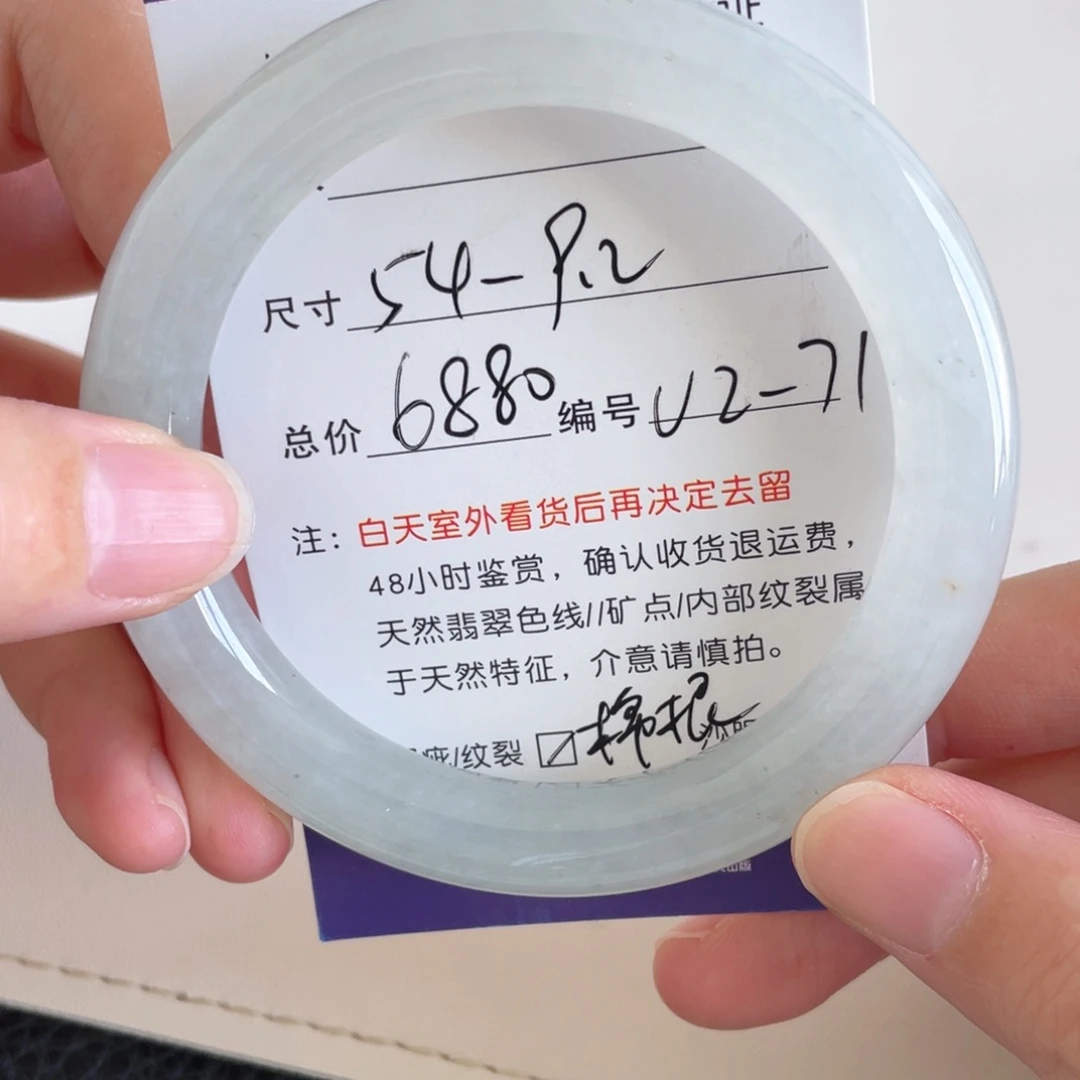 尺寸 54-9.2
总价 6880 编号 U2-71
注：白天室外看货后再决定去留
48小时鉴赏，确认收货退运费，
天然翡翠色线//矿点/内部纹裂属
于天然特征，介意请慎拍。
/纹裂 ☑棉